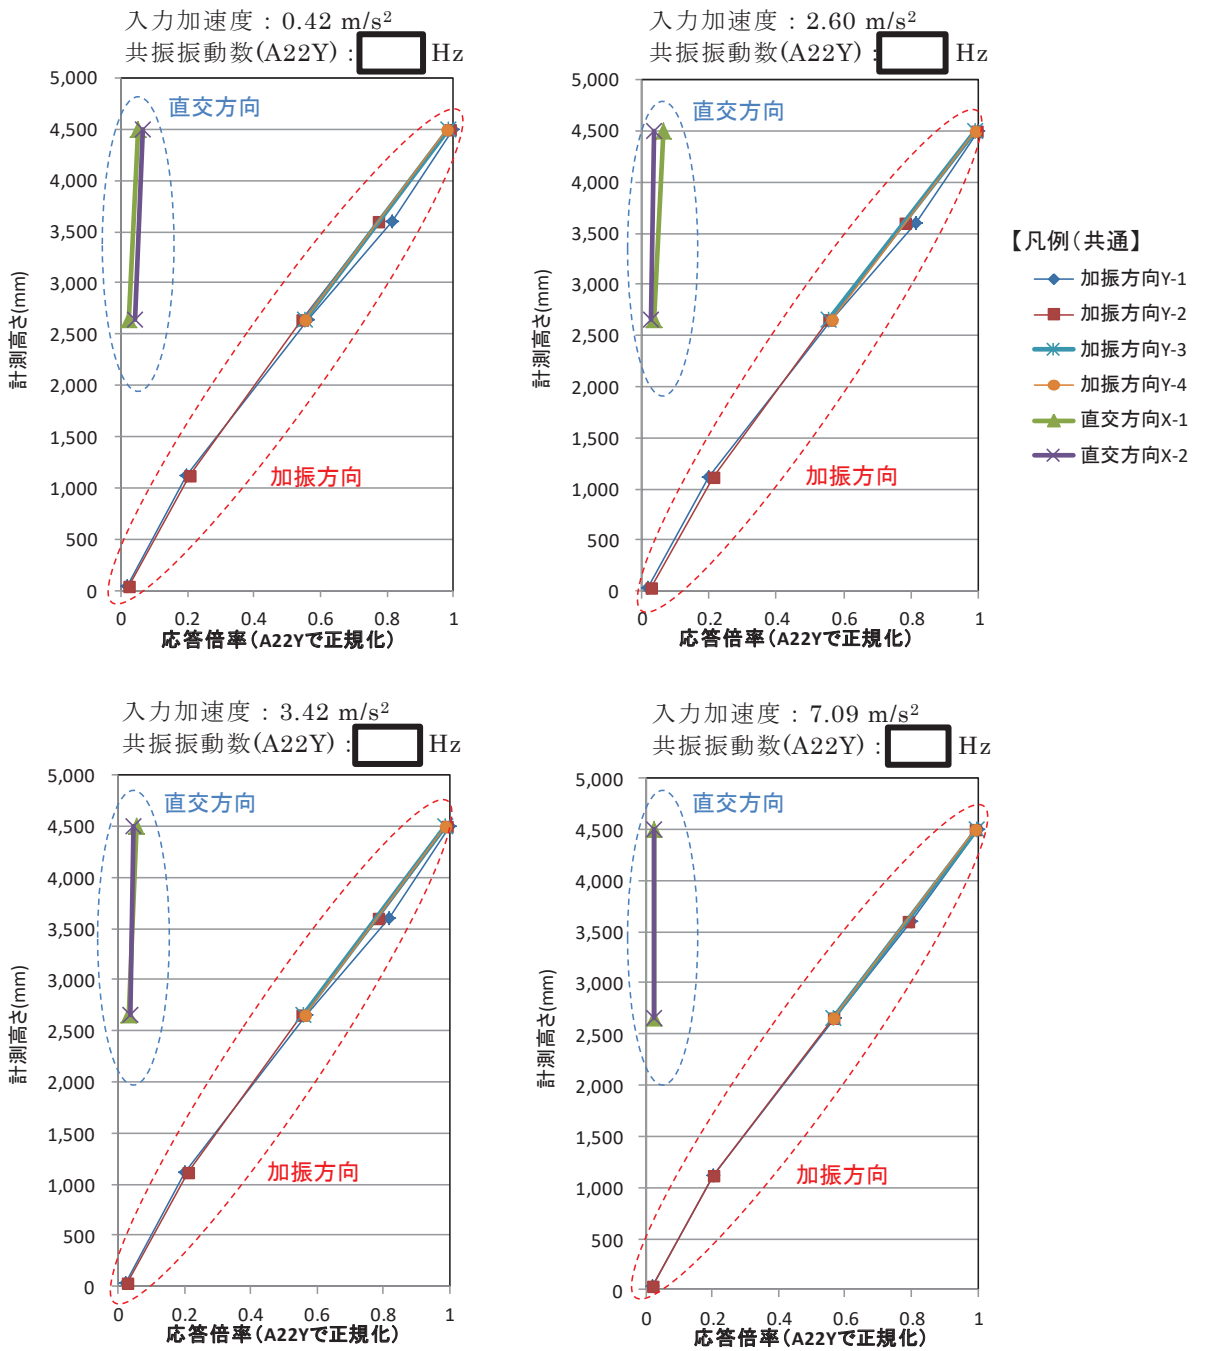 入力加速度：0.42 m/s²
共振振動数(A22Y)： Hz
5,000
4,500
4,000
3,500
3,000
2,500
2,000
1,500
1,000
500
0
計測高さ(mm)
直交方向
加振方向
0 0.2 0.4 0.6 0.8 1
応答倍率(A22Yで正規化)
入力加速度：2.60 m/s²
共振振動数(A22Y)： Hz
5,000
4,500
4,000
3,500
3,000
2,500
2,000
1,500
1,000
500
0
計測高さ(mm)
直交方向
加振方向
0 0.2 0.4 0.6 0.8 1
応答倍率(A22Yで正規化)
【凡例(共通】
加振方向Y-1
加振方向Y-2
加振方向Y-3
加振方向Y-4
直交方向X-1
直交方向X-2
入力加速度：3.42 m/s²
共振振動数(A22Y)： Hz
5,000
4,500
4,000
3,500
3,000
2,500
2,000
1,500
1,000
500
0
計測高さ(mm)
直交方向
加振方向
0 0.2 0.4 0.6 0.8 1
応答倍率(A22Yで正規化)
入力加速度：7.09 m/s²
共振振動数(A22Y)： Hz
5,000
4,500
4,000
3,500
3,000
2,500
2,000
1,500
1,000
500
0
計測高さ(mm)
直交方向
加振方向
0 0.2 0.4 0.6 0.8 1
応答倍率(A22Yで正規化)